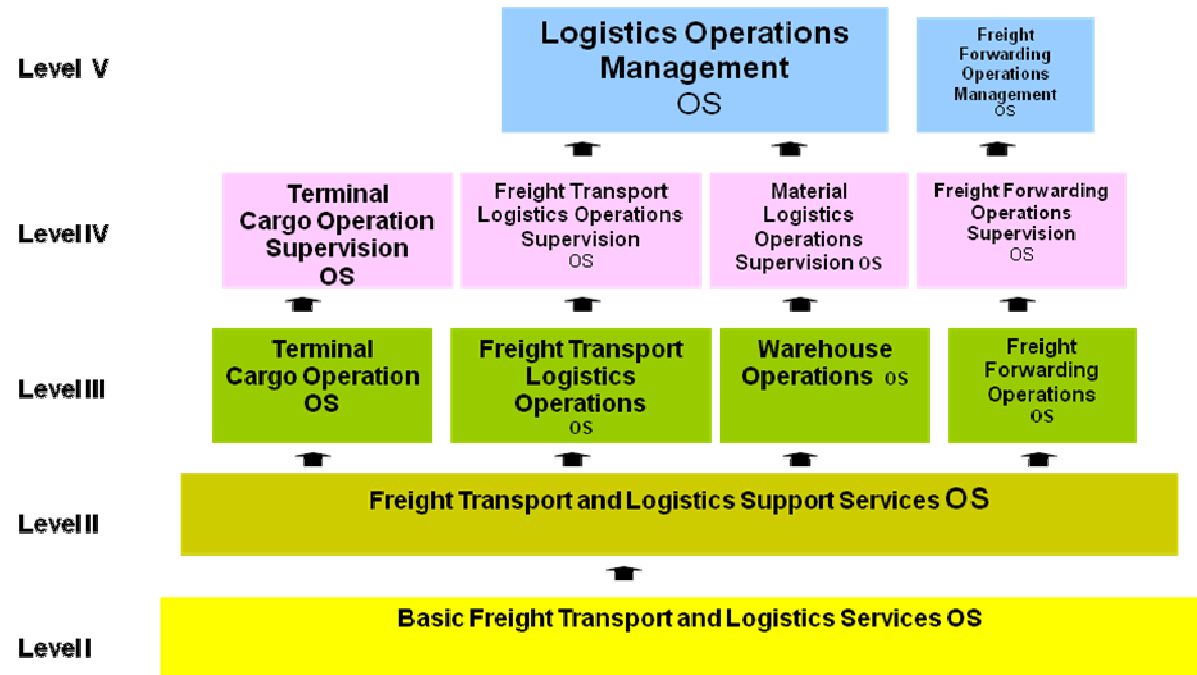 Level V
Logistics Operations
Management
OS
Freight
Forwarding
Operations
Management
OS
Level IV
Terminal
Cargo Operation
Supervision
OS
Freight Transport
Logistics Operations
Supervision
OS
Material
Logistics
Operations
Supervision OS
Freight Forwarding
Operations
Supervision
OS
Level III
Terminal
Cargo Operation
OS
Freight Transport
Logistics
Operations
OS
Warehouse
Operations OS
Freight
Forwarding
Operations
OS
Level II
Freight Transport and Logistics Support Services OS
Level I
Basic Freight Transport and Logistics Services OS